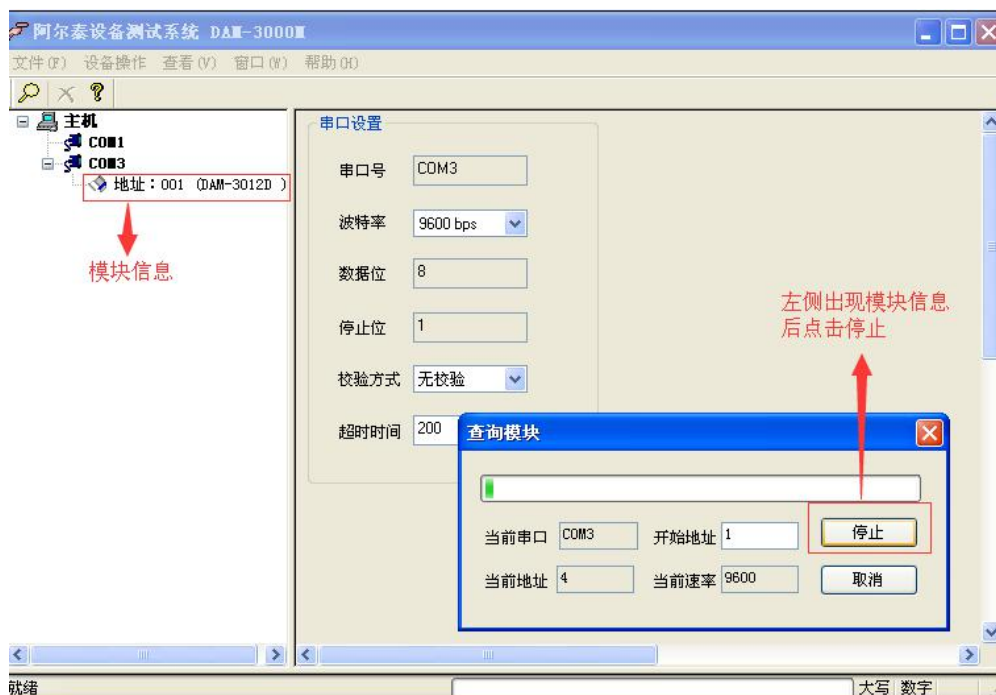 阿尔泰设备测试系统 DAM-3000M
文件(F) 设备操作 查看(V) 窗口(W) 帮助(H)
主机
COM1
COM3
地址：001 (DAM-3012D )
模块信息
串口设置
串口号 COM3
波特率 9600 bps
数据位 8
停止位 1
校验方式 无校验
超时时间 200
左侧出现模块信息
后点击停止
查询模块
当前串口 COM3 开始地址 1 停止
当前地址 4 当前速率 9600 取消
就绪 大写 数字